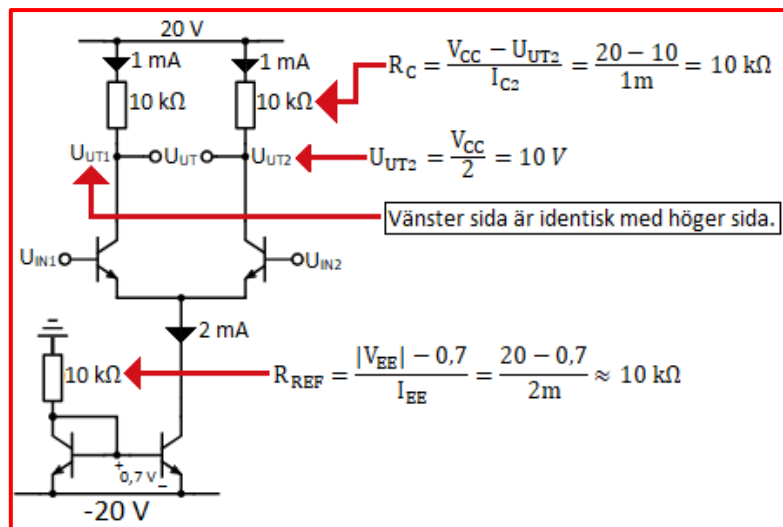 20 V
1 mA
1 mA
10 kΩ
10 kΩ
R_C = (V_CC − U_UT2) / I_C2 = (20 − 10) / 1m = 10 kΩ
U_UT1
U_UT
U_UT2
U_UT2 = V_CC / 2 = 10 V
Vänster sida är identisk med höger sida.
U_IN1
U_IN2
2 mA
10 kΩ
R_REF = (|V_EE| − 0,7) / I_EE = (20 − 0,7) / 2m ≈ 10 kΩ
+
0,7 V
−
-20 V